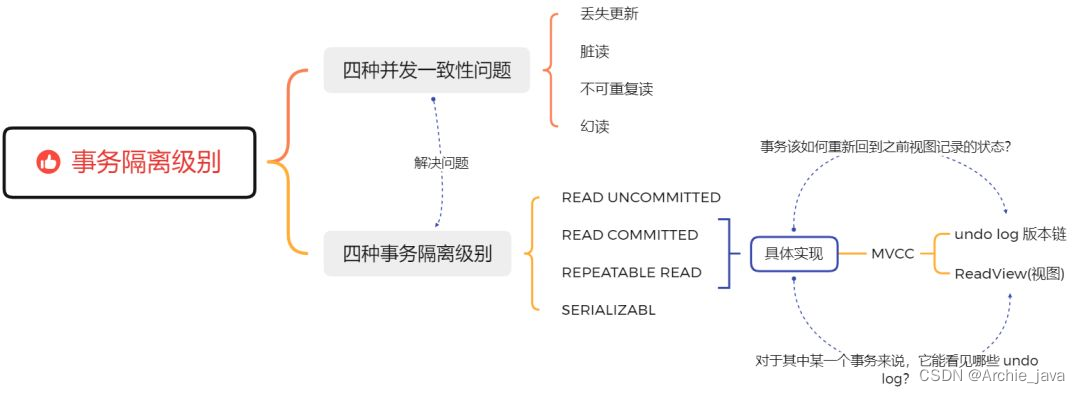 事务隔离级别
四种并发一致性问题
丢失更新
脏读
不可重复读
幻读
解决问题
四种事务隔离级别
READ UNCOMMITTED
READ COMMITTED
REPEATABLE READ
SERIALIZABL
具体实现
MVCC
undo log 版本链
ReadView(视图)
事务该如何重新回到之前视图记录的状态?
对于其中某一个事务来说，它能看见哪些 undo
log?
CSDN @Archie_java